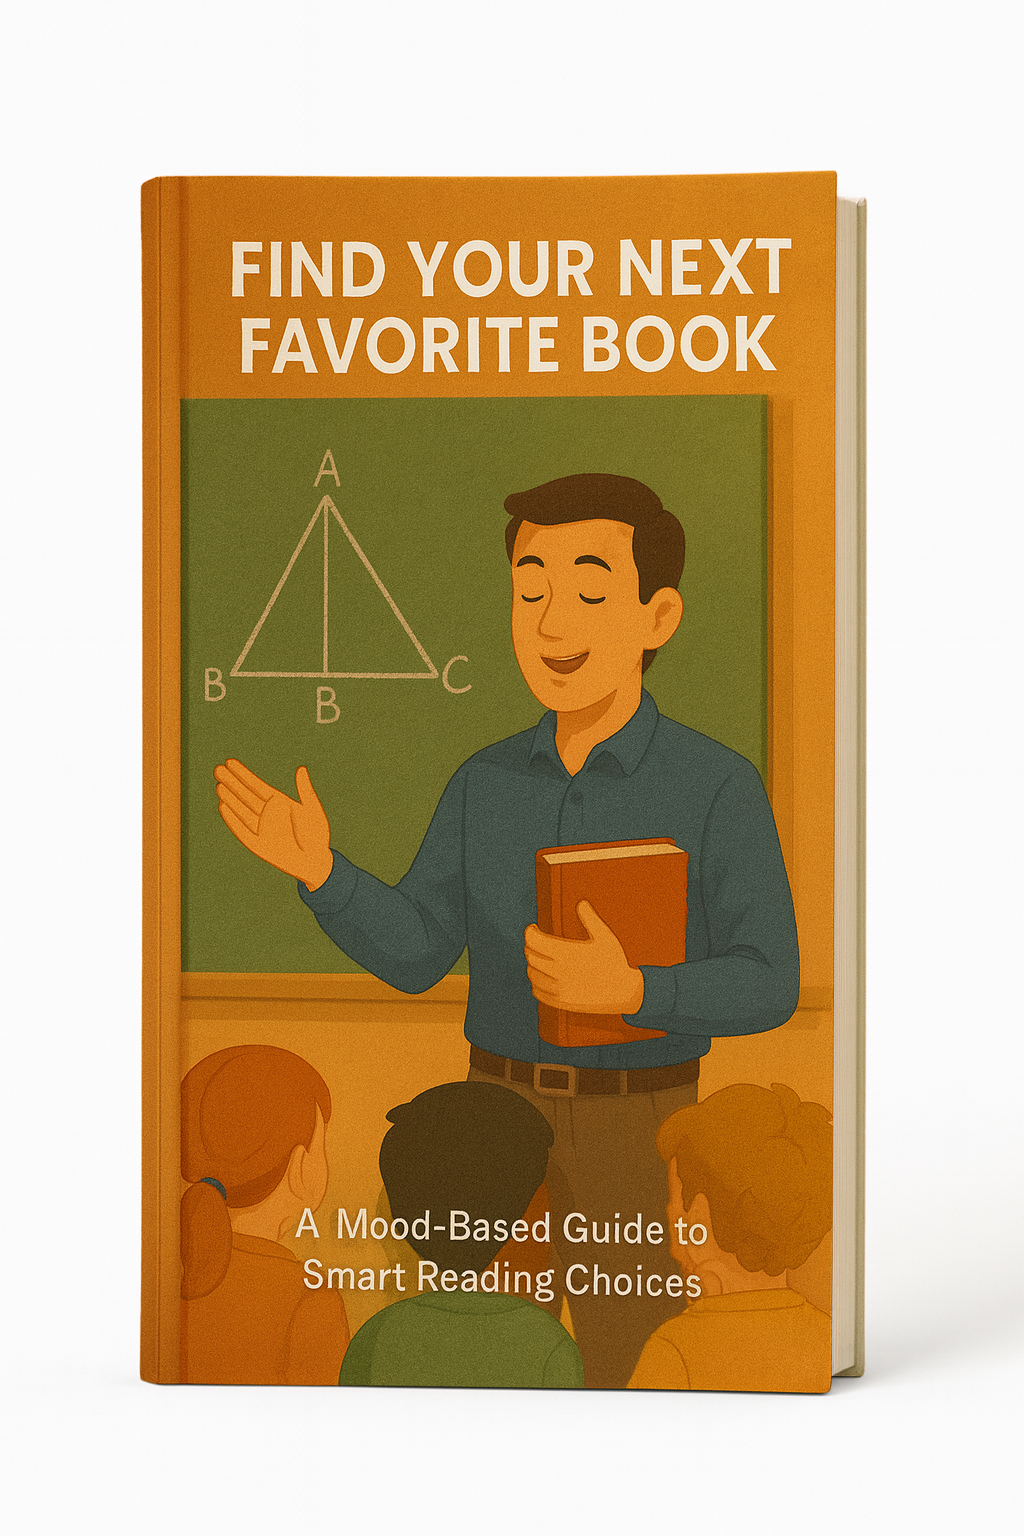 FIND YOUR NEXT
FAVORITE BOOK
A
B
C
B
A Mood-Based Guide to
Smart Reading Choices